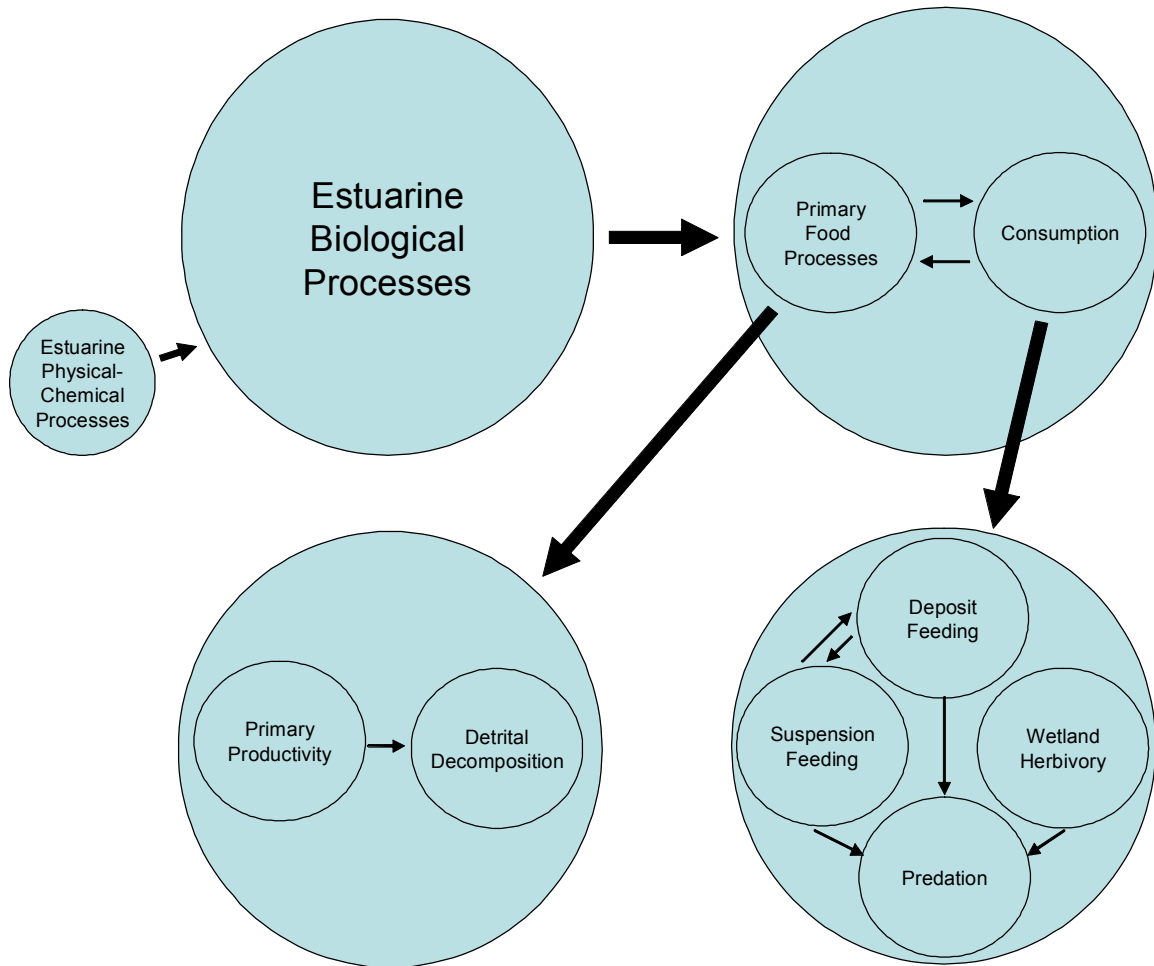 Estuarine
Biological
Processes
Primary
Food
Processes
Consumption
Estuarine
Physical-
Chemical
Processes
Primary
Productivity
Detrital
Decomposition
Deposit
Feeding
Suspension
Feeding
Wetland
Herbivory
Predation